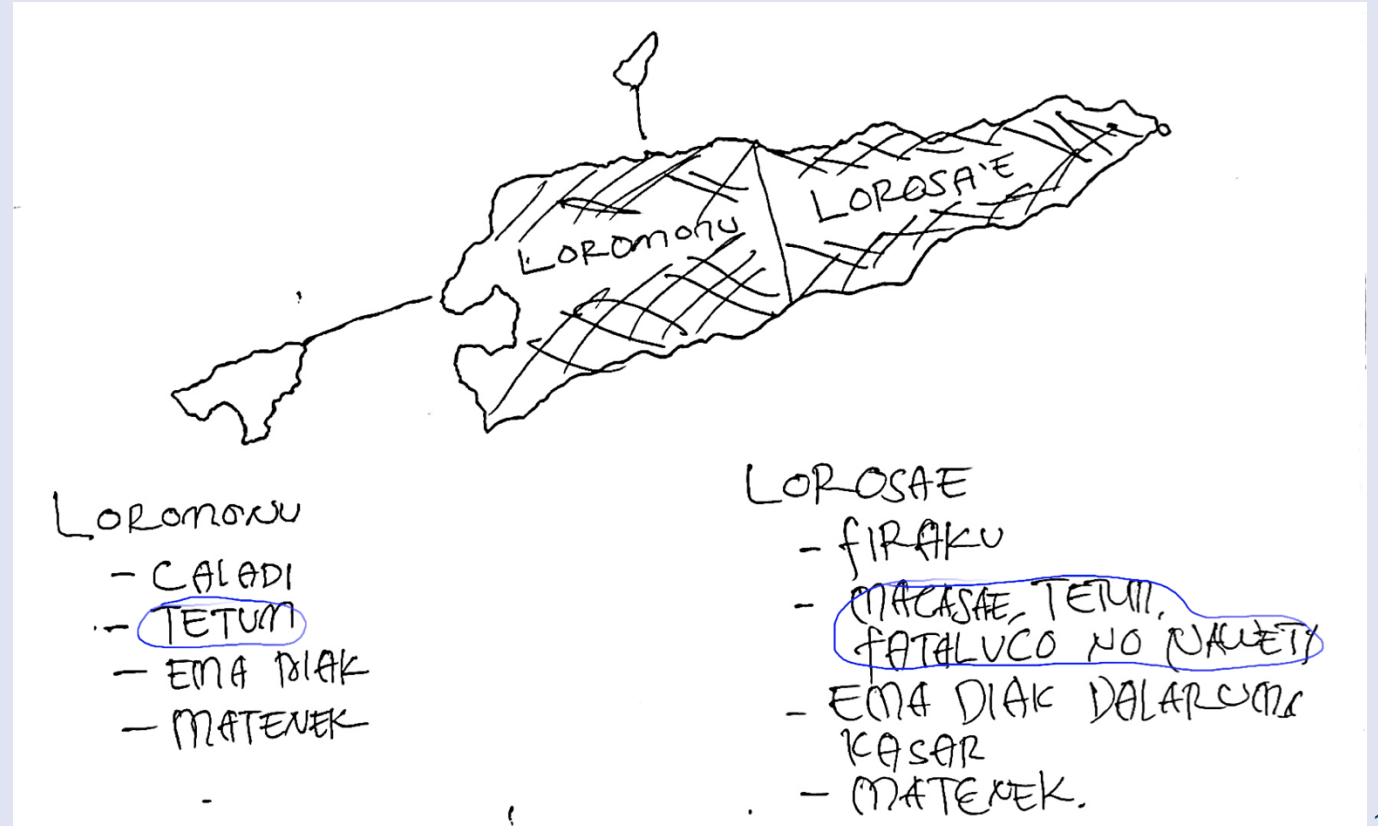 LOROSA'E
LOROMONU
LOROMONU
- CALADI
- TETUM
- EMA DIAK
- MATENEK
LOROSAE
- FIRAKU
- MACASAE, TETUM,
FATALUCO NO NAUETY
- EMA DIAK DALARUMA
KASAR
- MATENEK.